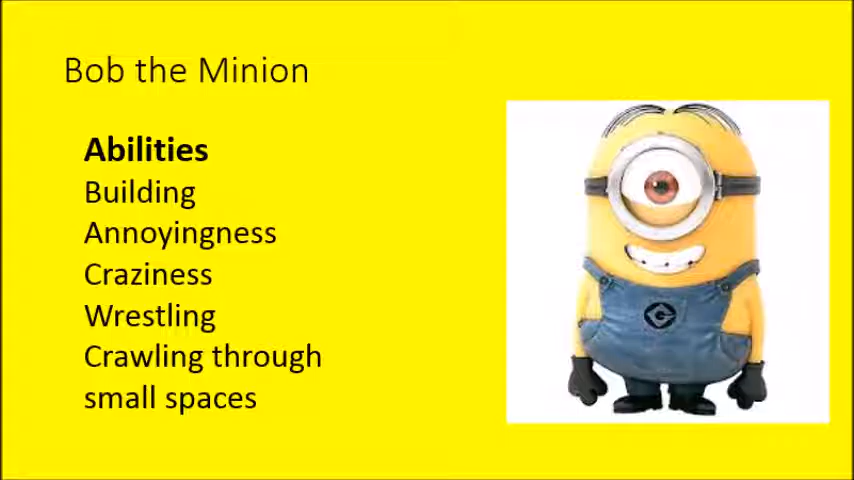 Bob the Minion
Abilities
Building
Annoyingness
Craziness
Wrestling
Crawling through
small spaces